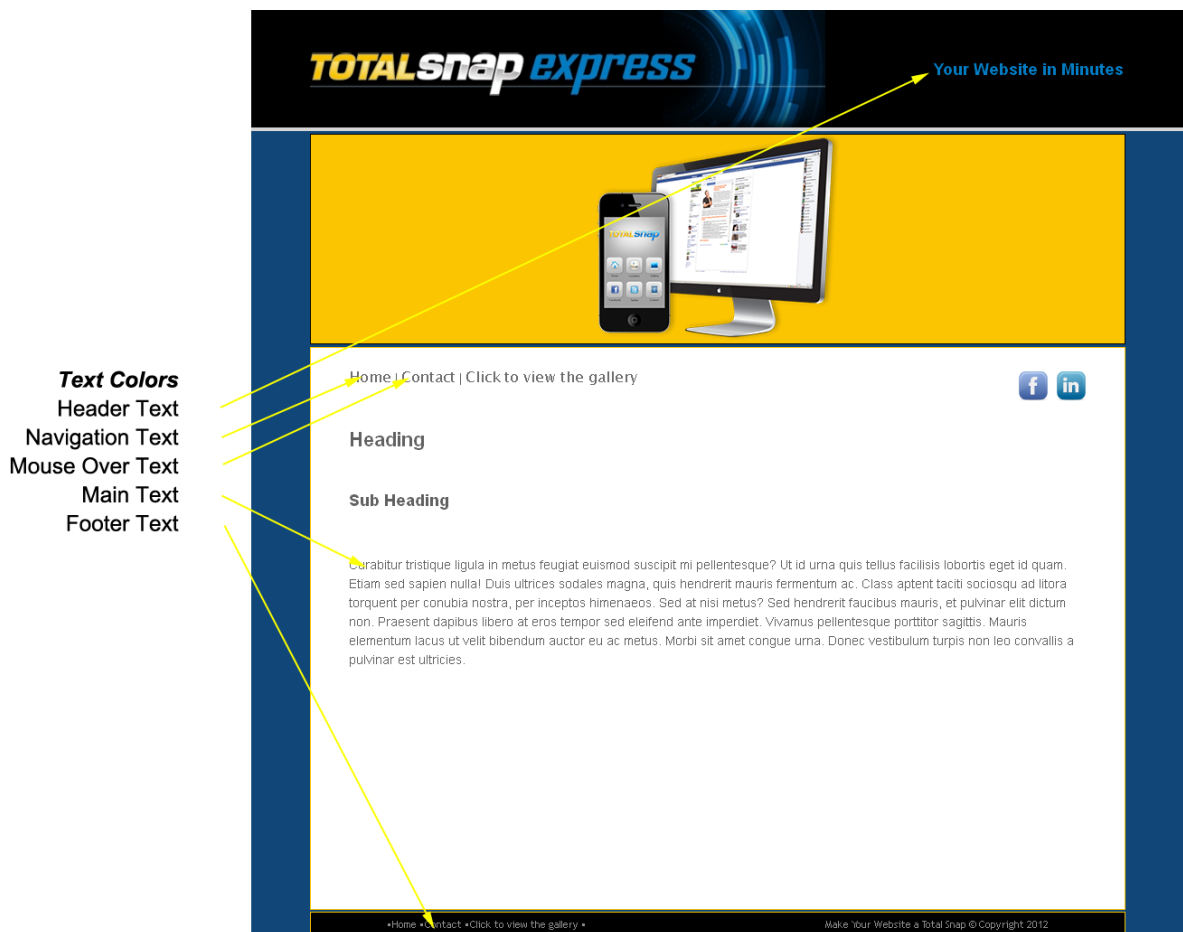 TOTALsnap express
Your Website in Minutes
TOTALsnap
Text Colors
Header Text
Navigation Text
Mouse Over Text
Main Text
Footer Text
Home | Contact | Click to view the gallery
Heading
Sub Heading
Curabitur tristique ligula in metus feugiat euismod suscipit mi pellentesque? Ut id urna quis tellus facilisis lobortis eget id quam.
Etiam sed sapien nulla! Duis ultrices sodales magna, quis hendrerit mauris fermentum ac. Class aptent taciti sociosqu ad litora
torquent per conubia nostra, per inceptos himenaeos. Sed at nisi metus? Sed hendrerit faucibus mauris, et pulvinar elit dictum
non. Praesent dapibus libero at eros tempor sed eleifend ante imperdiet. Vivamus pellentesque porttitor sagittis. Mauris
elementum lacus ut velit bibendum auctor eu ac metus. Morbi sit amet congue urna. Donec vestibulum turpis non leo convallis a
pulvinar est ultricies.
•Home •Contact •Click to view the gallery •
Make Your Website a Total Snap © Copyright 2012